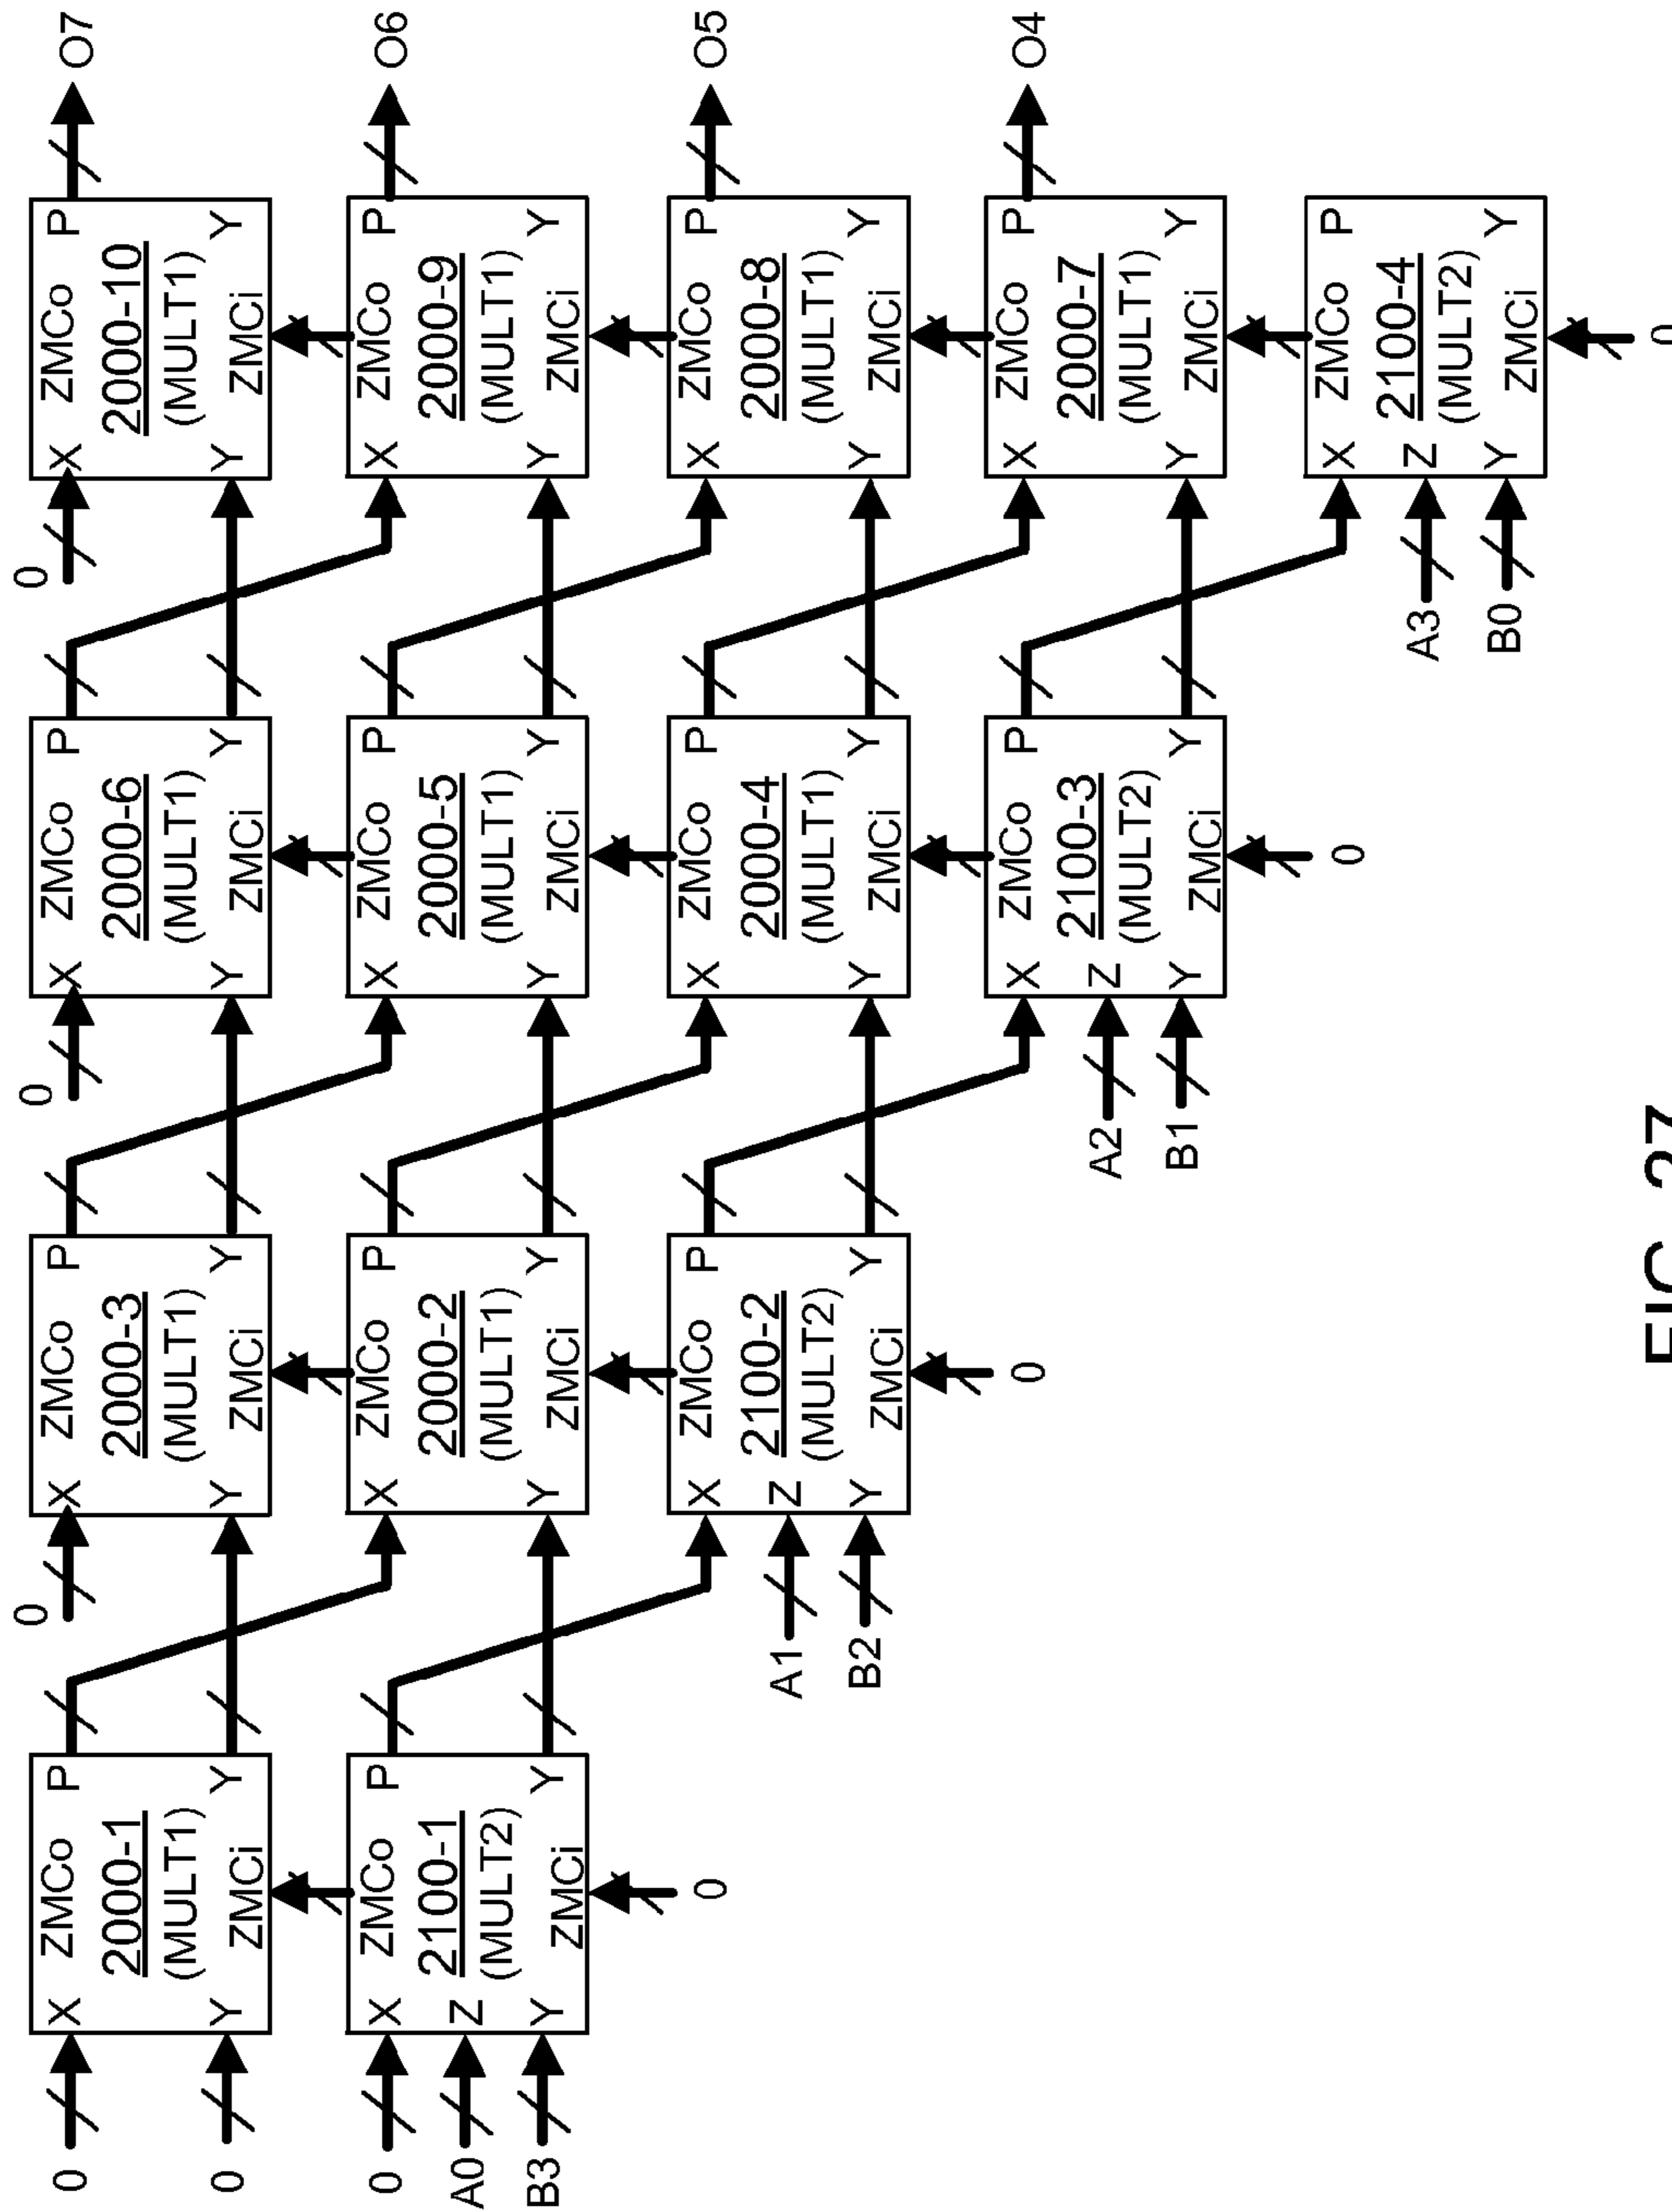 0 0 0
X ZMCo P X ZMCo P X ZMCo P X ZMCo P O7
0
2000-1 2000-3 2000-6 2000-10
(MULT1) (MULT1) (MULT1) (MULT1)
0 Y Y Y Y Y Y Y Y
ZMCi ZMCi ZMCi ZMCi
0 X ZMCo P X ZMCo P X ZMCo P X ZMCo P O6
2100-1 2000-2 2000-5 2000-9
A0 Z
(MULT2) (MULT1) (MULT1) (MULT1)
B3 Y Y Y Y Y Y Y Y
ZMCi ZMCi ZMCi ZMCi
0 X ZMCo P X ZMCo P X ZMCo P O5
2100-2 2000-4 2000-8
A1 Z
(MULT2) (MULT1) (MULT1)
B2 Y Y Y Y Y Y
ZMCi ZMCi ZMCi
0 X ZMCo P X ZMCo P O4
2100-3 2000-7
A2 Z
(MULT2) (MULT1)
B1 Y Y Y Y
ZMCi ZMCi
0 X ZMCo P
2100-4
A3 Z
(MULT2)
B0 Y Y
ZMCi
0